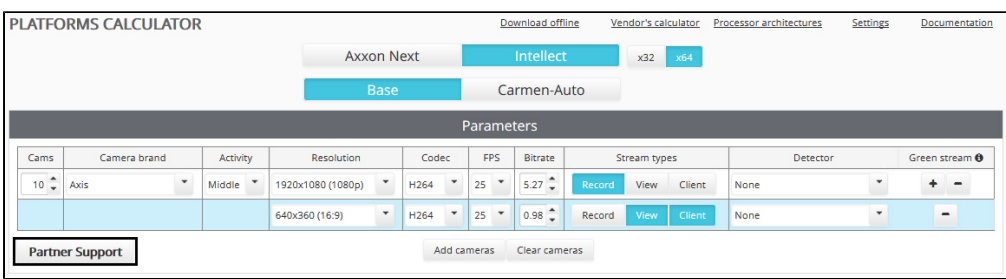 PLATFORMS CALCULATOR Download offline Vendor's calculator Processor architectures Settings Documentation
Axxon Next Intellect x32 x64
Base Carmen-Auto
Parameters
Cams Camera brand Activity Resolution Codec FPS Bitrate Stream types Detector Green stream
10 Axis Middle 1920x1080 (1080p) H264 25 5.27 Record View Client None + −
640x360 (16:9) H264 25 0.98 Record View Client None −
Partner Support Add cameras Clear cameras